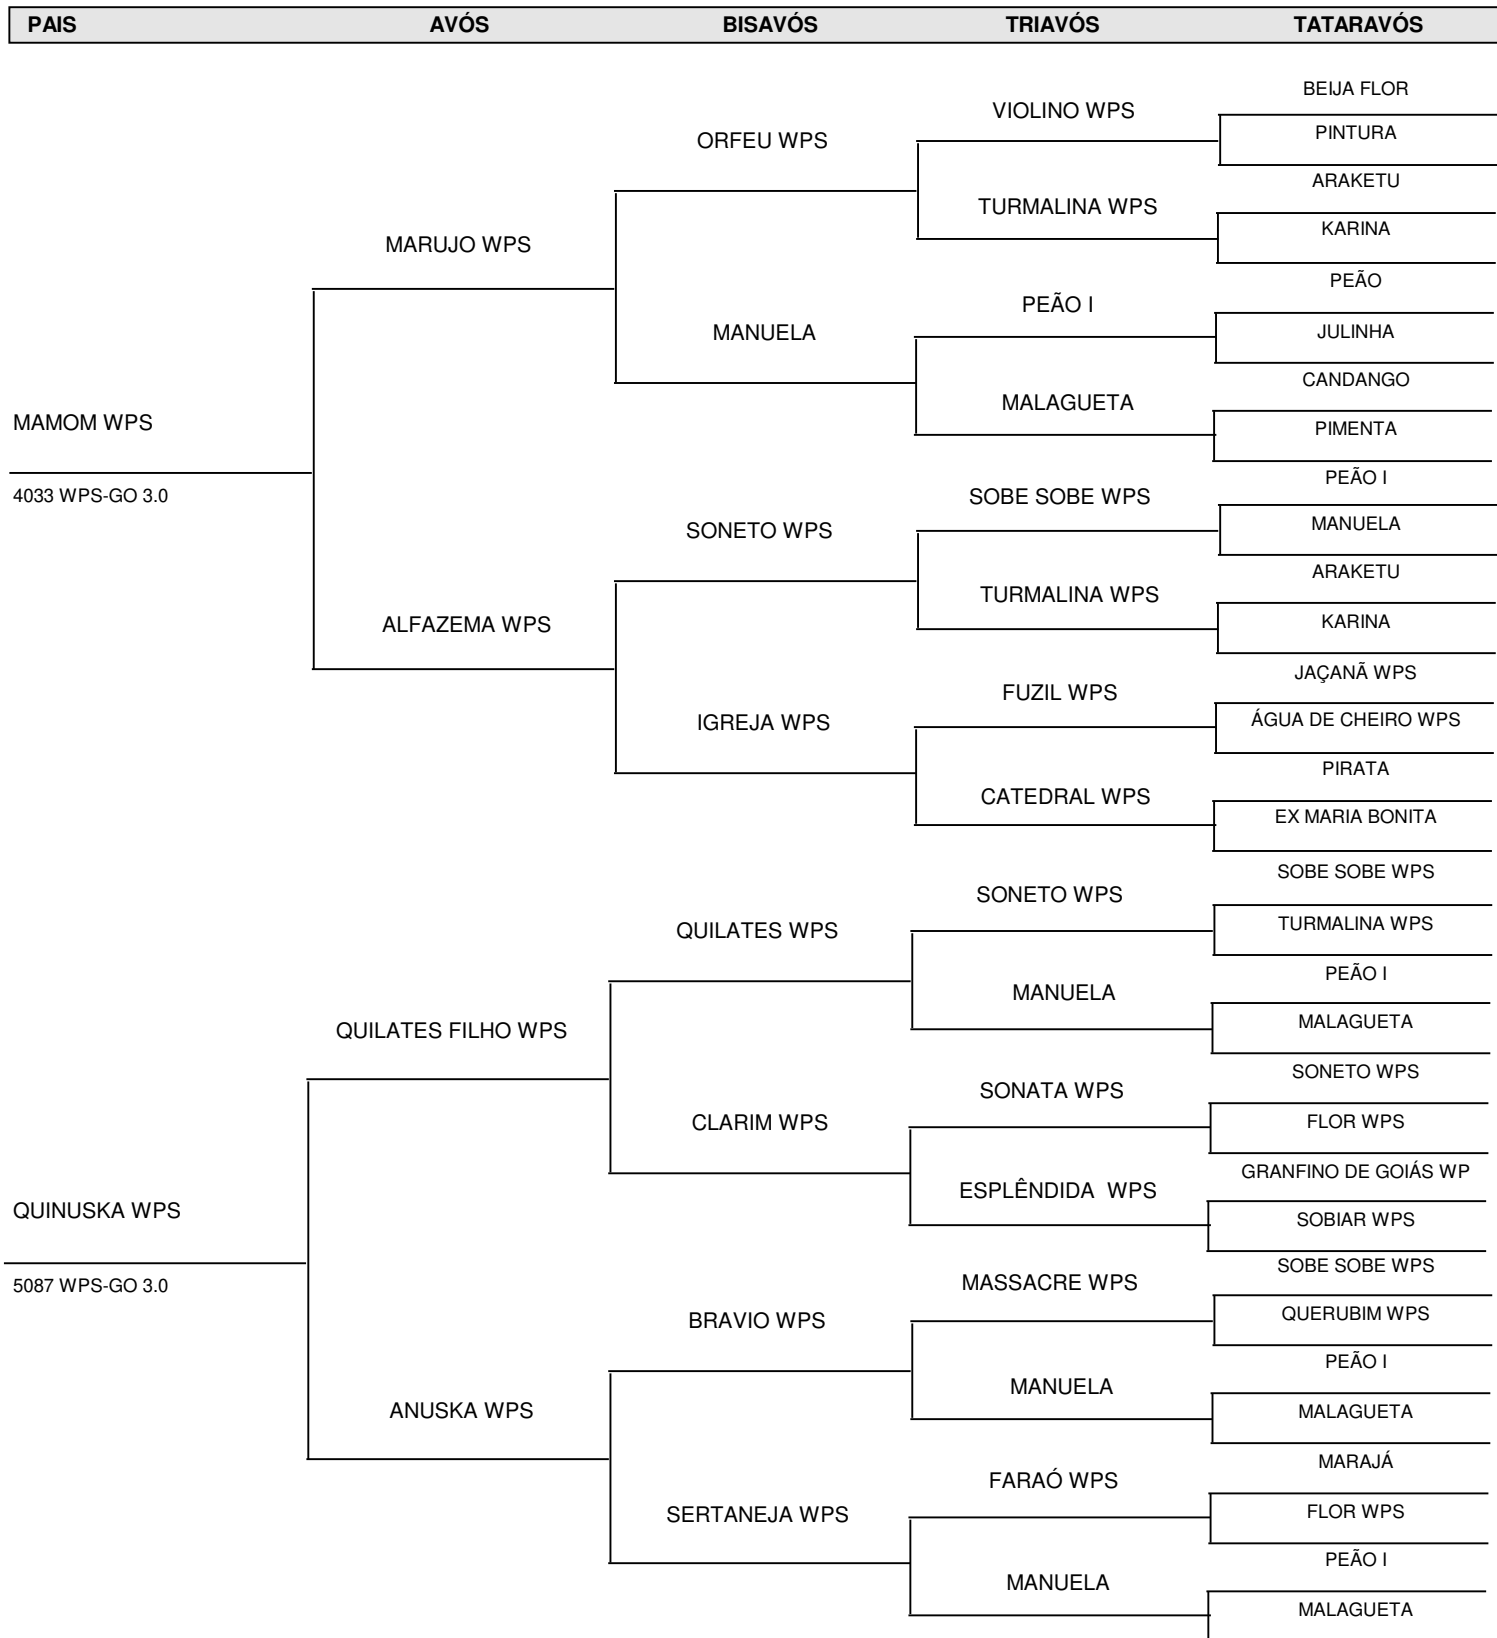 PAIS AVÓS BISAVÓS TRIAVÓS TATARAVÓS
BEIJA FLOR
VIOLINO WPS
PINTURA
ORFEU WPS
ARAKETU
TURMALINA WPS
KARINA
MARUJO WPS
PEÃO
PEÃO I
JULINHA
MANUELA
CANDANGO
MALAGUETA
PIMENTA
MAMOM WPS
4033 WPS-GO 3.0
PEÃO I
SOBE SOBE WPS
MANUELA
SONETO WPS
ARAKETU
TURMALINA WPS
KARINA
ALFAZEMA WPS
JAÇANÃ WPS
FUZIL WPS
ÁGUA DE CHEIRO WPS
IGREJA WPS
PIRATA
CATEDRAL WPS
EX MARIA BONITA
SOBE SOBE WPS
SONETO WPS
TURMALINA WPS
QUILATES WPS
PEÃO I
MANUELA
MALAGUETA
QUILATES FILHO WPS
SONETO WPS
SONATA WPS
FLOR WPS
CLARIM WPS
GRANFINO DE GOIÁS WP
ESPLÊNDIDA WPS
SOBIAR WPS
QUINUSKA WPS
5087 WPS-GO 3.0
SOBE SOBE WPS
MASSACRE WPS
QUERUBIM WPS
BRAVIO WPS
PEÃO I
MANUELA
MALAGUETA
ANUSKA WPS
MARAJÁ
FARAÓ WPS
FLOR WPS
SERTANEJA WPS
PEÃO I
MANUELA
MALAGUETA